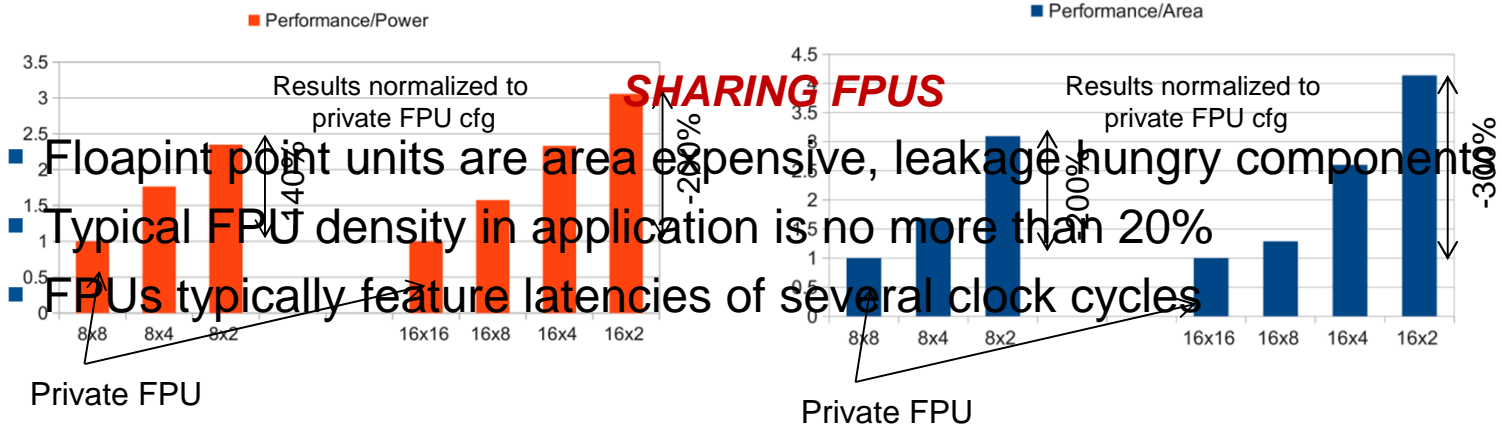 Performance/Power
Performance/Area
3.5
3
2.5
2
1.5
1
0.5
0
Results normalized to
private FPU cfg
SHARING FPUS
4.5
4
3.5
3
2.5
2
1.5
1
0.5
0
Results normalized to
private FPU cfg
140%
-200%
-200%
-300%
▪ Floapint point units are area expensive, leakage hungry components
▪ Typical FPU density in application is no more than 20%
▪ FPUs typically feature latencies of several clock cycles
8x8 8x4 8x2 16x16 16x8 16x4 16x2
8x8 8x4 8x2 16x16 16x8 16x4 16x2
Private FPU
Private FPU